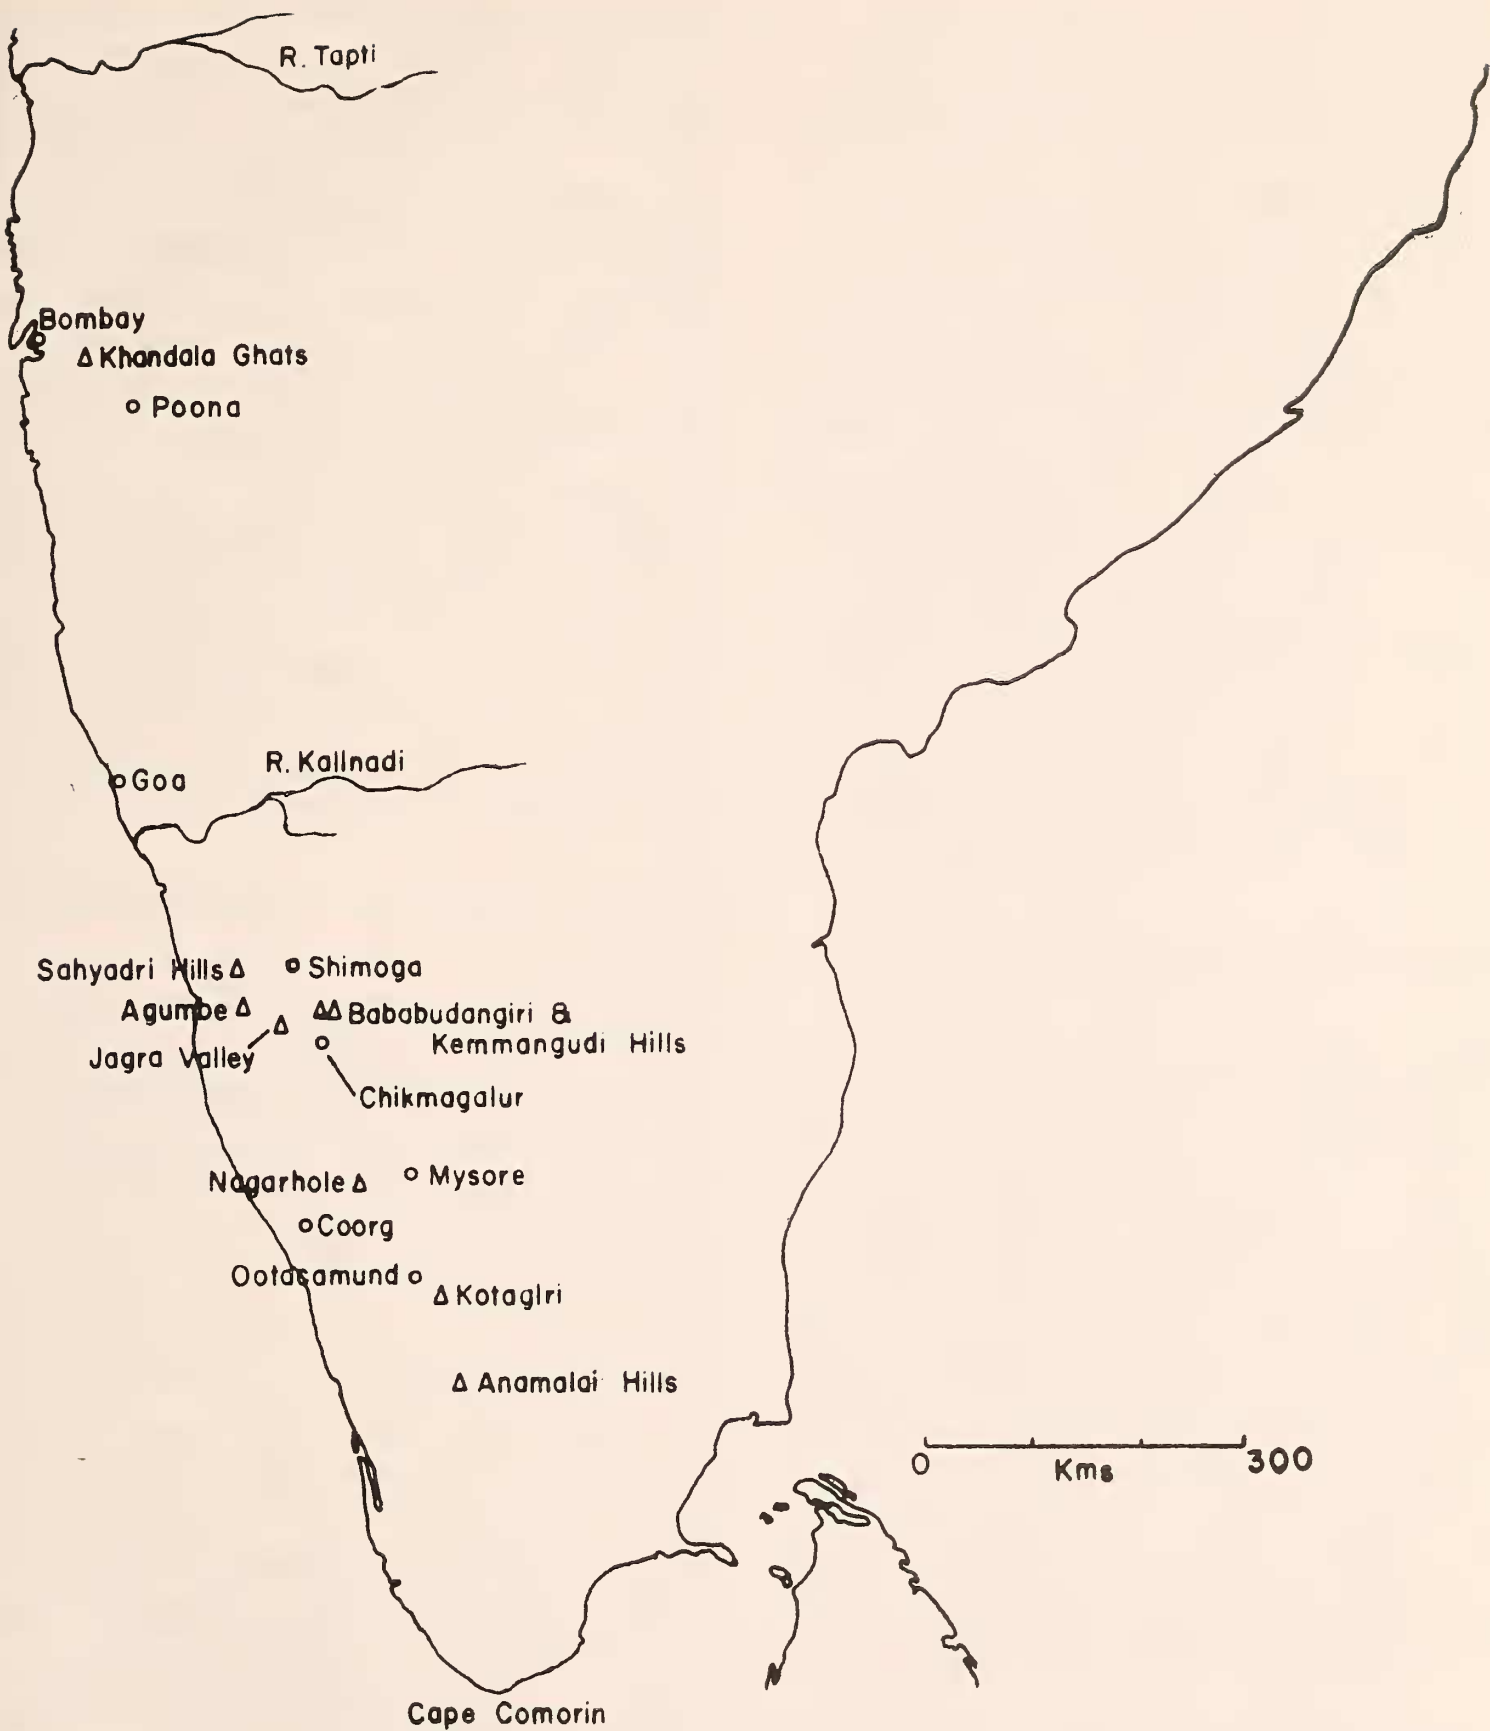 R. Tapti
Bombay
Khandala Ghats
Poona
R. Kallnadi
Goa
Sahyadri Hills
Shimoga
Agumbe
Bababudangiri &
Kemmangudi Hills
Jagra Valley
Chikmagalur
Nagarhole
Mysore
Coorg
Ootacamund
Kotagiri
Anamalai Hills
0
300
Kms
Cape Comorin